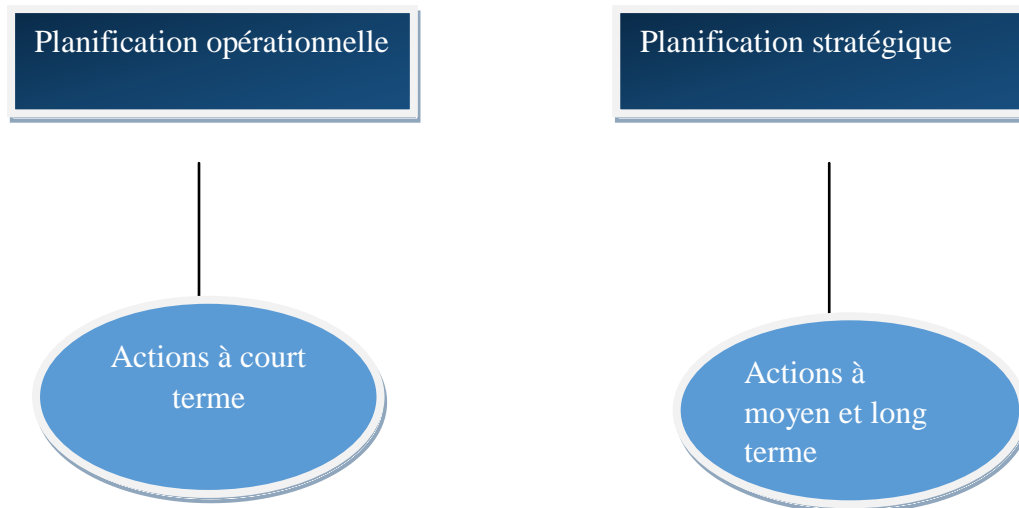 Planification opérationnelle
Planification stratégique
Actions à court
terme
Actions à
moyen et long
terme